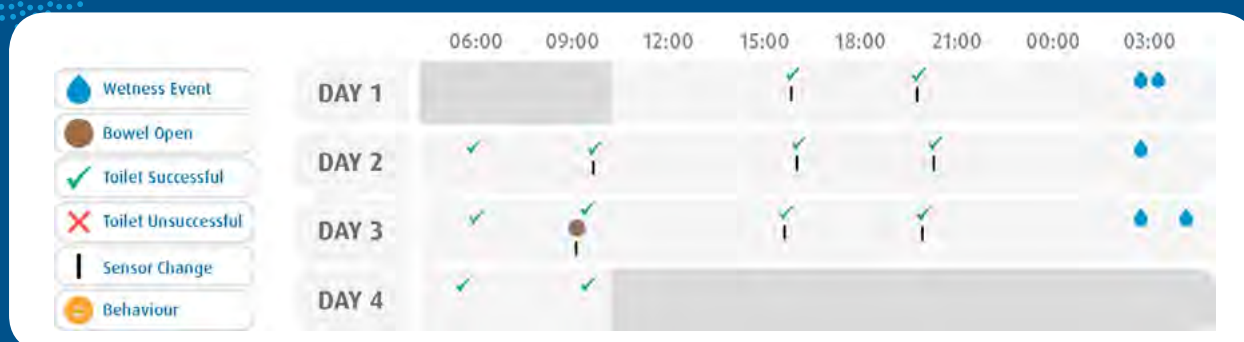 06:00 09:00 12:00 15:00 18:00 21:00 00:00 03:00
Wetness Event
Bowel Open
Toilet Successful
Toilet Unsuccessful
Sensor Change
Behaviour
DAY 1
DAY 2
DAY 3
DAY 4